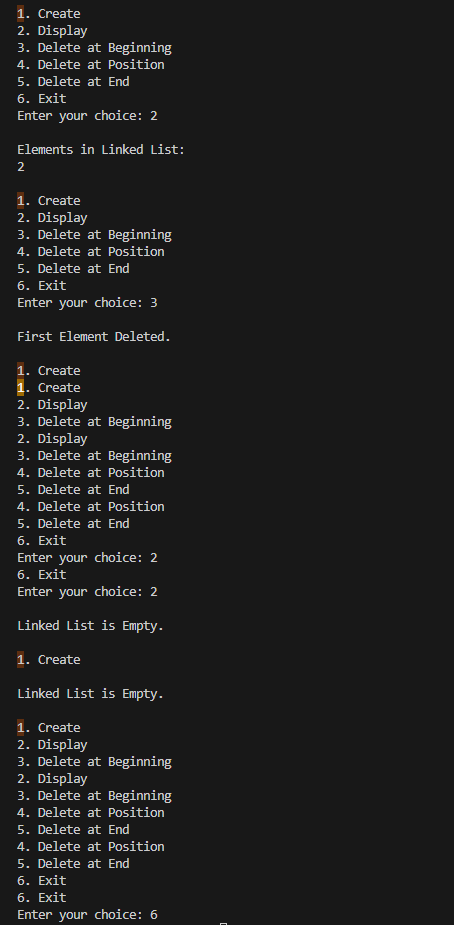 1. Create
2. Display
3. Delete at Beginning
4. Delete at Position
5. Delete at End
6. Exit
Enter your choice: 2
Elements in Linked List:
2
1. Create
2. Display
3. Delete at Beginning
4. Delete at Position
5. Delete at End
6. Exit
Enter your choice: 3
First Element Deleted.
1. Create
1. Create
2. Display
3. Delete at Beginning
2. Display
3. Delete at Beginning
4. Delete at Position
5. Delete at End
4. Delete at Position
5. Delete at End
6. Exit
Enter your choice: 2
6. Exit
Enter your choice: 2
Linked List is Empty.
1. Create
Linked List is Empty.
1. Create
2. Display
3. Delete at Beginning
2. Display
3. Delete at Beginning
4. Delete at Position
5. Delete at End
4. Delete at Position
5. Delete at End
6. Exit
6. Exit
Enter your choice: 6